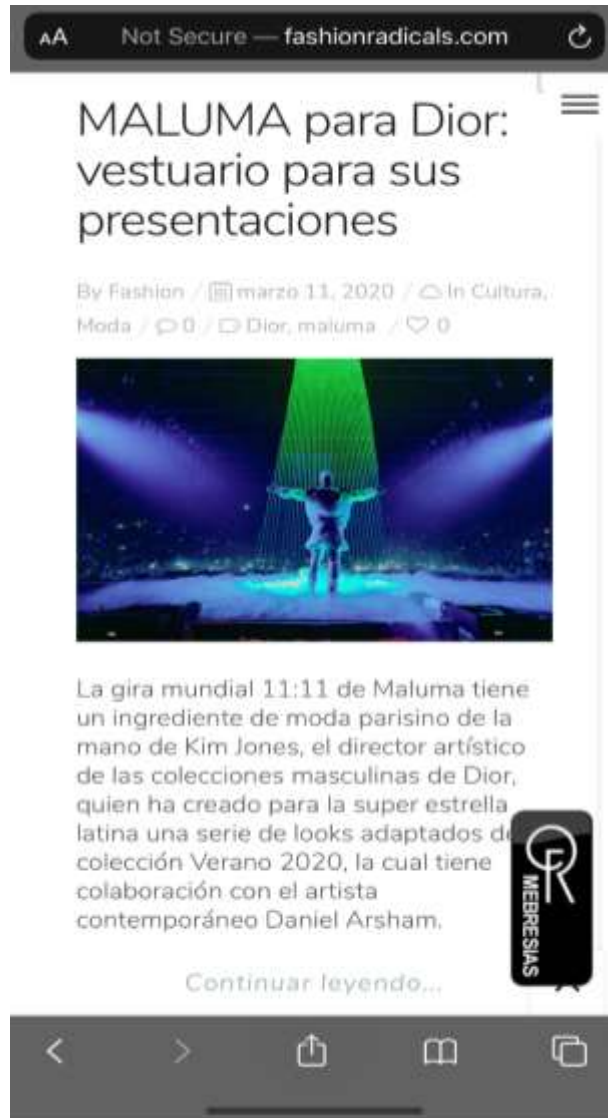 AA Not Secure — fashionradicals.com
MALUMA para Dior:
vestuario para sus
presentaciones
By Fashion / marzo 11, 2020 / In Cultura,
Moda / 0 / Dior, maluma / 0
La gira mundial 11:11 de Maluma tiene
un ingrediente de moda parisino de la
mano de Kim Jones, el director artístico
de las colecciones masculinas de Dior,
quien ha creado para la super estrella
latina una serie de looks adaptados de
colección Verano 2020, la cual tiene
colaboración con el artista
contemporáneo Daniel Arsham.
MEBRESIAS
Continuar leyendo...